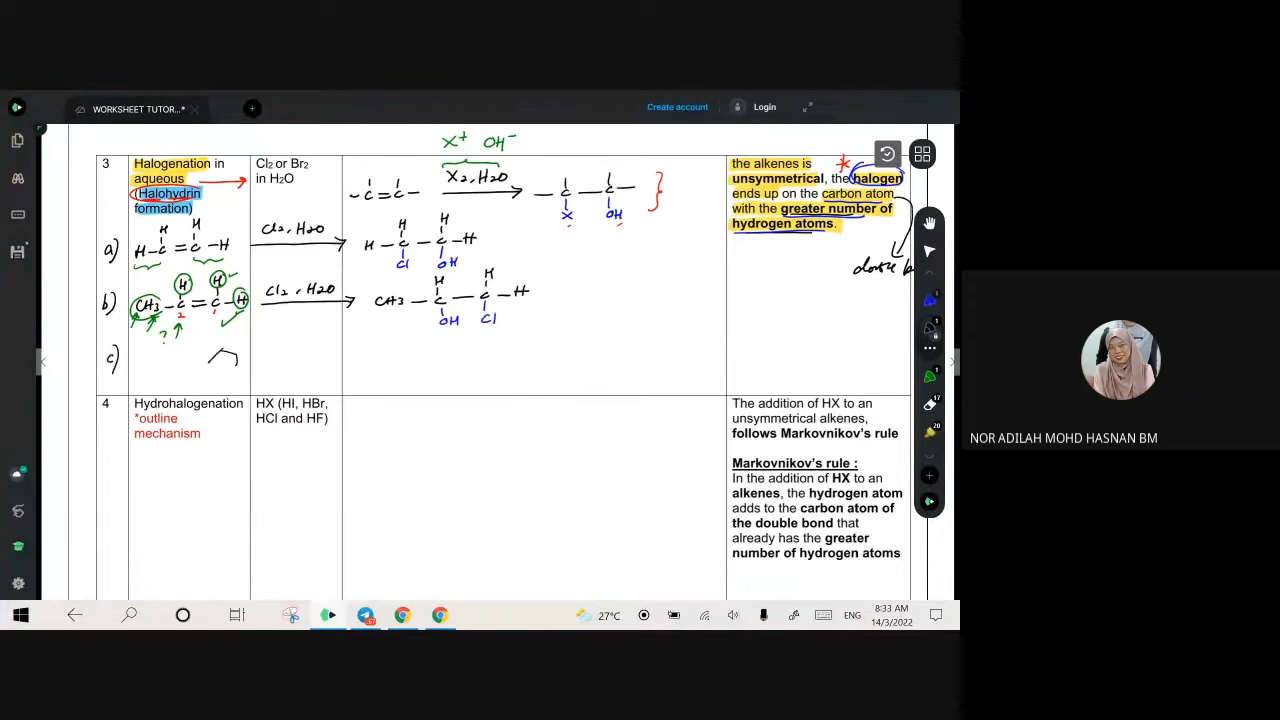 WORKSHEET TUTOR...*
Create account
Login
X⁺ OH⁻
3
Halogenation in
aqueous
(Halohydrin
formation)
Cl2 or Br2
in H2O
-C=C-
X₂, H₂O
-C-C-
X OH
the alkenes is
unsymmetrical, the halogen
ends up on the carbon atom
with the greater number of
hydrogen atoms.
*
double b
a)
H H
H-C=C-H
Cl₂, H₂O
H H
H-C-C-H
Cl OH
b)
H H
CH₃-C=C-H
2 1
?
Cl₂, H₂O
H H
CH₃-C-C-H
OH Cl
c)
4
Hydrohalogenation
*outline
mechanism
HX (HI, HBr,
HCl and HF)
The addition of HX to an
unsymmetrical alkenes,
follows Markovnikov's rule
Markovnikov's rule :
In the addition of HX to an
alkenes, the hydrogen atom
adds to the carbon atom of
the double bond that
already has the greater
number of hydrogen atoms
NOR ADILAH MOHD HASNAN BM
27°C
ENG
8:33 AM
14/3/2022